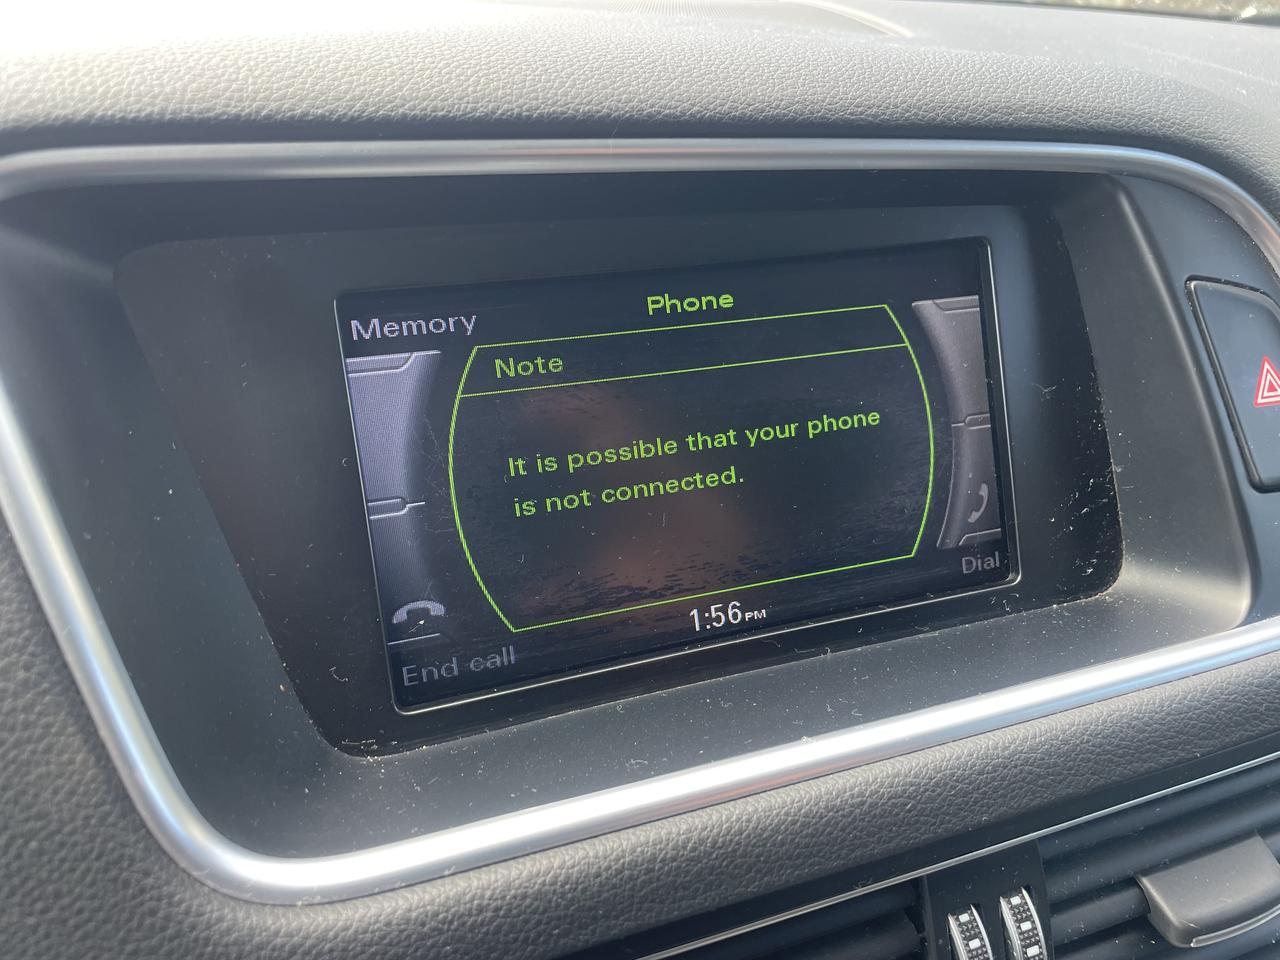 Phone
Memory
Note
It is possible that your phone
is not connected.
Dial
1:56PM
End call